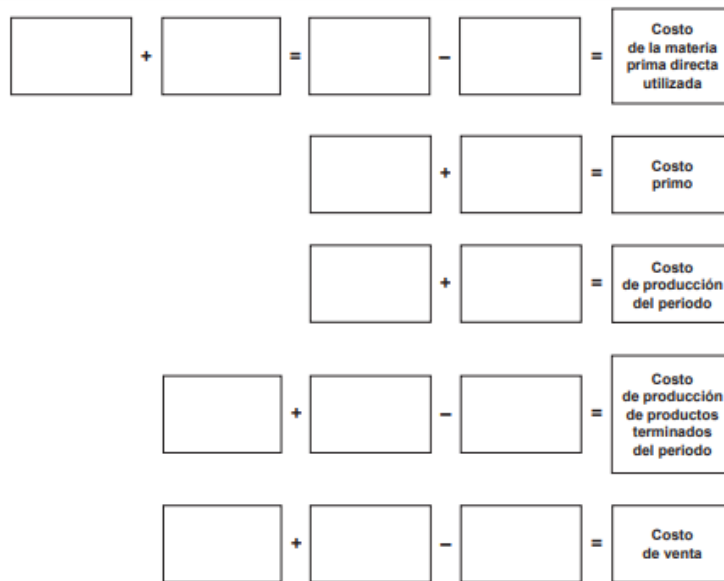 + = - = Costo
de la materia
prima directa
utilizada
+ = Costo
primo
+ = Costo
de producción
del periodo
+ - = Costo
de producción
de productos
terminados
del periodo
+ - = Costo
de venta